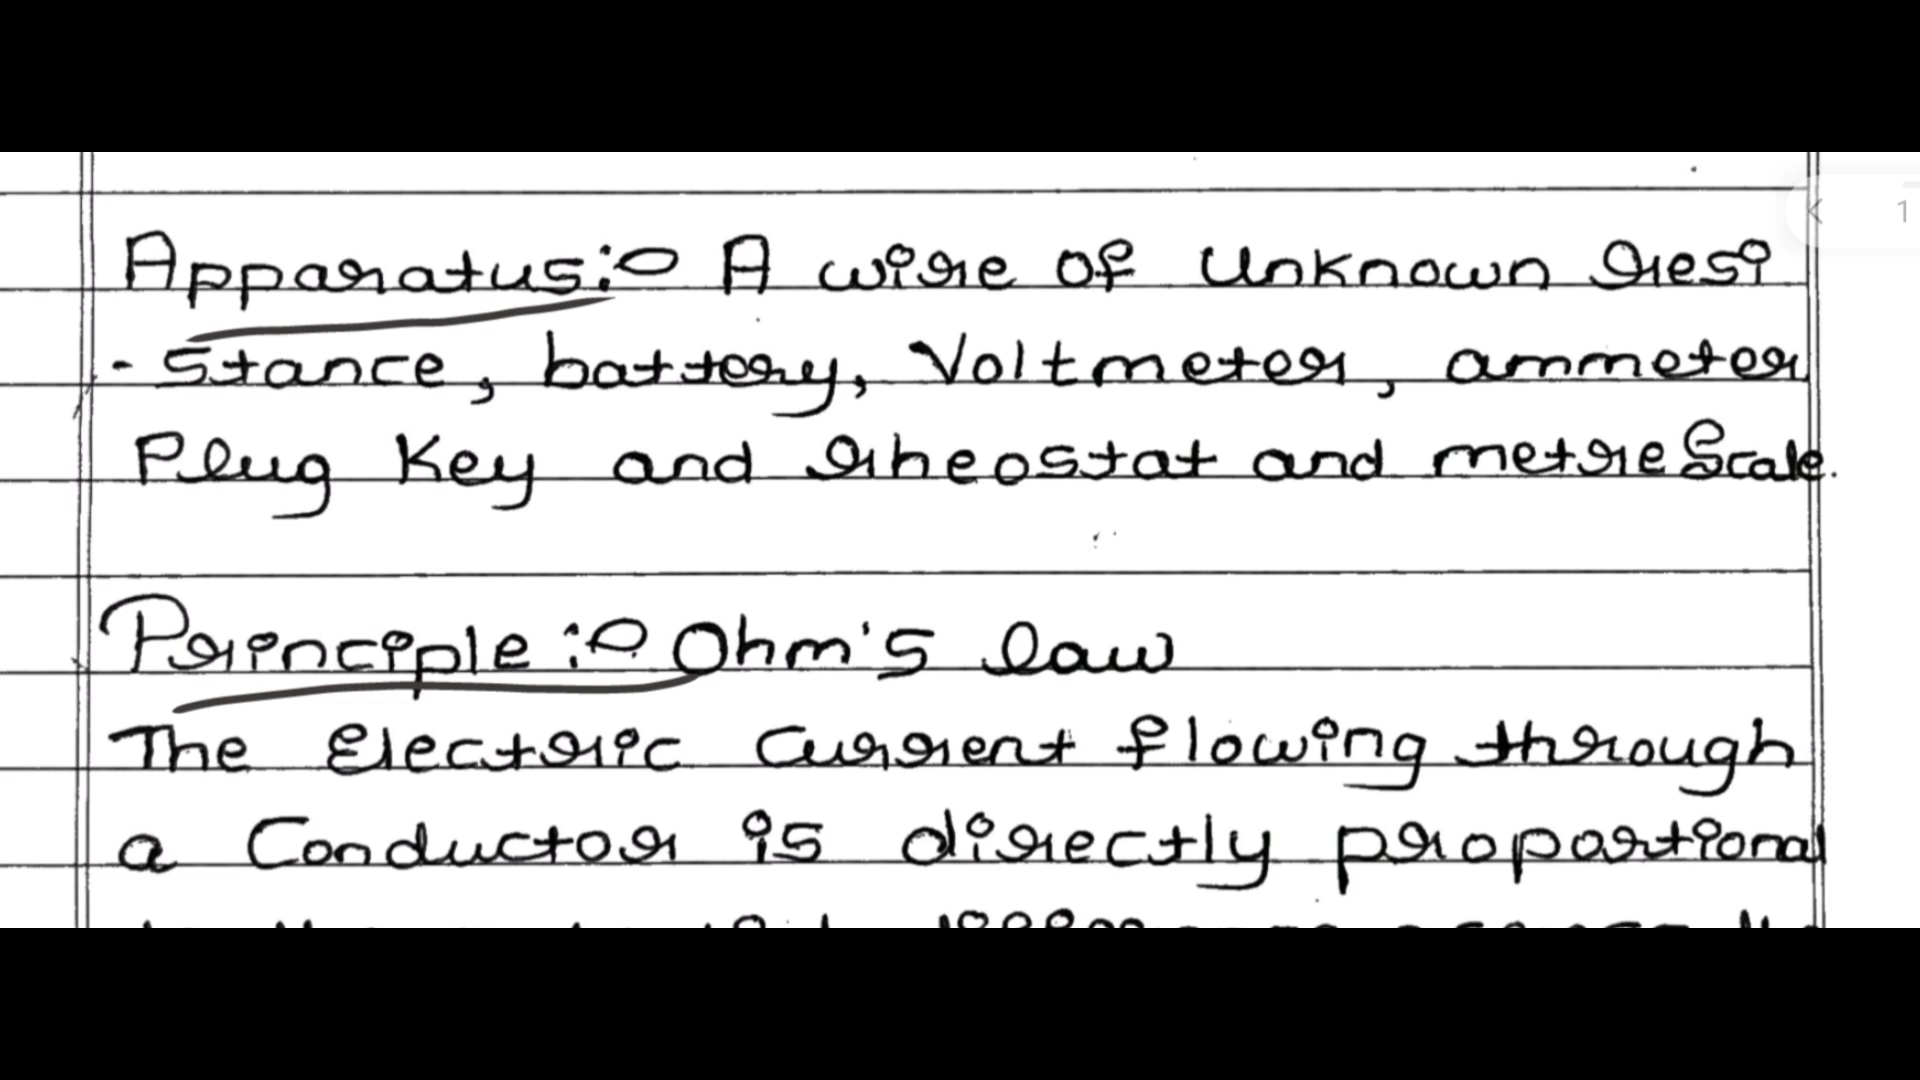 Apparatus:- A wire of unknown resi
-stance, battery, Voltmeter, ammeter
Plug Key and rheostat and metre Scale.
Principle:- Ohm's law
The Electric Current flowing through
a Conductor is directly proportional
1